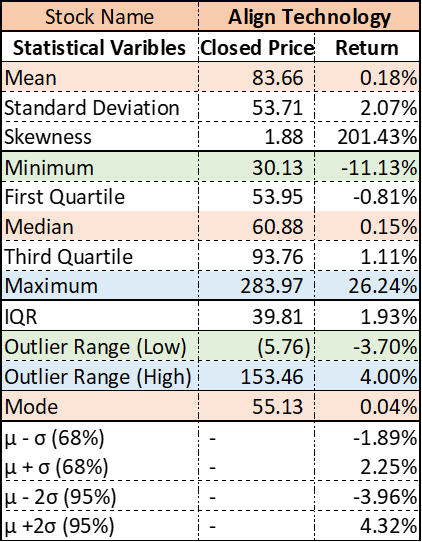 Stock Name Align Technology
Statistical Varibles Closed Price Return
Mean 83.66 0.18%
Standard Deviation 53.71 2.07%
Skewness 1.88 201.43%
Minimum 30.13 -11.13%
First Quartile 53.95 -0.81%
Median 60.88 0.15%
Third Quartile 93.76 1.11%
Maximum 283.97 26.24%
IQR 39.81 1.93%
Outlier Range (Low) (5.76) -3.70%
Outlier Range (High) 153.46 4.00%
Mode 55.13 0.04%
µ - σ (68%) - -1.89%
µ + σ (68%) - 2.25%
µ - 2σ (95%) - -3.96%
µ +2σ (95%) - 4.32%